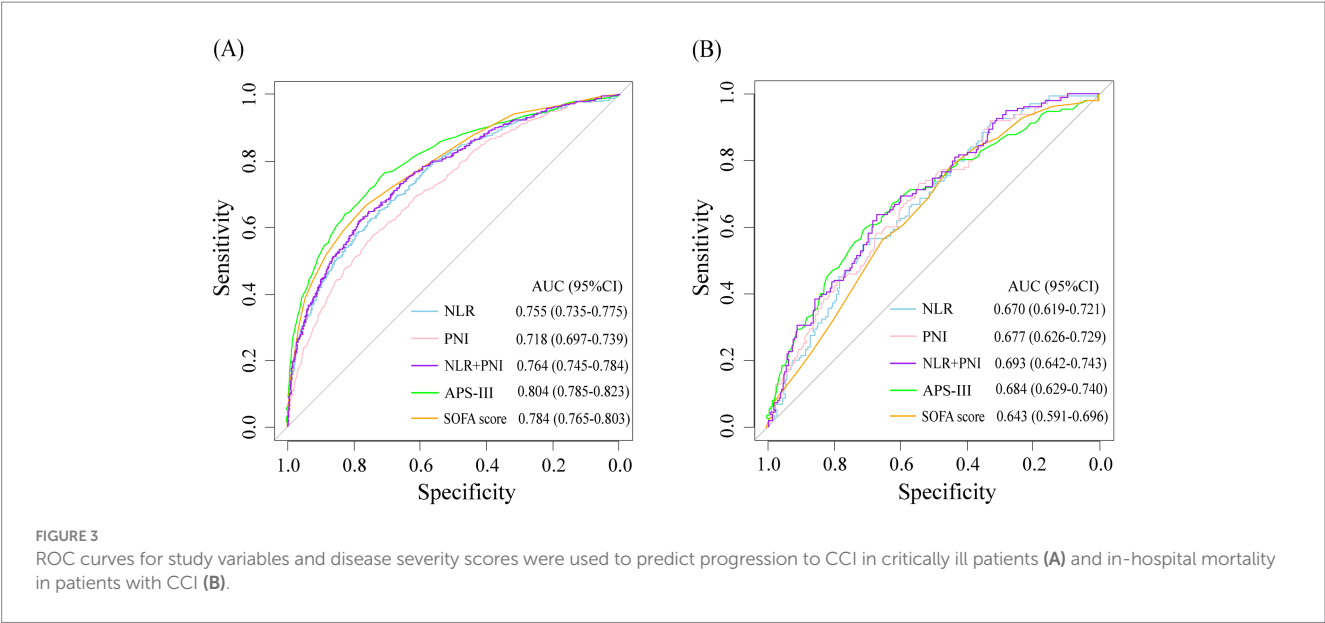 (A)
1.0
0.8
0.6
0.4
0.2
0.0
Sensitivity
AUC (95%CI)
NLR 0.755 (0.735-0.775)
PNI 0.718 (0.697-0.739)
NLR+PNI 0.764 (0.745-0.784)
APS-III 0.804 (0.785-0.823)
SOFA score 0.784 (0.765-0.803)
1.0 0.8 0.6 0.4 0.2 0.0
Specificity
(B)
1.0
0.8
0.6
0.4
0.2
0.0
Sensitivity
AUC (95%CI)
NLR 0.670 (0.619-0.721)
PNI 0.677 (0.626-0.729)
NLR+PNI 0.693 (0.642-0.743)
APS-III 0.684 (0.629-0.740)
SOFA score 0.643 (0.591-0.696)
1.0 0.8 0.6 0.4 0.2 0.0
Specificity
FIGURE 3
ROC curves for study variables and disease severity scores were used to predict progression to CCI in critically ill patients (A) and in-hospital mortality
in patients with CCI (B).